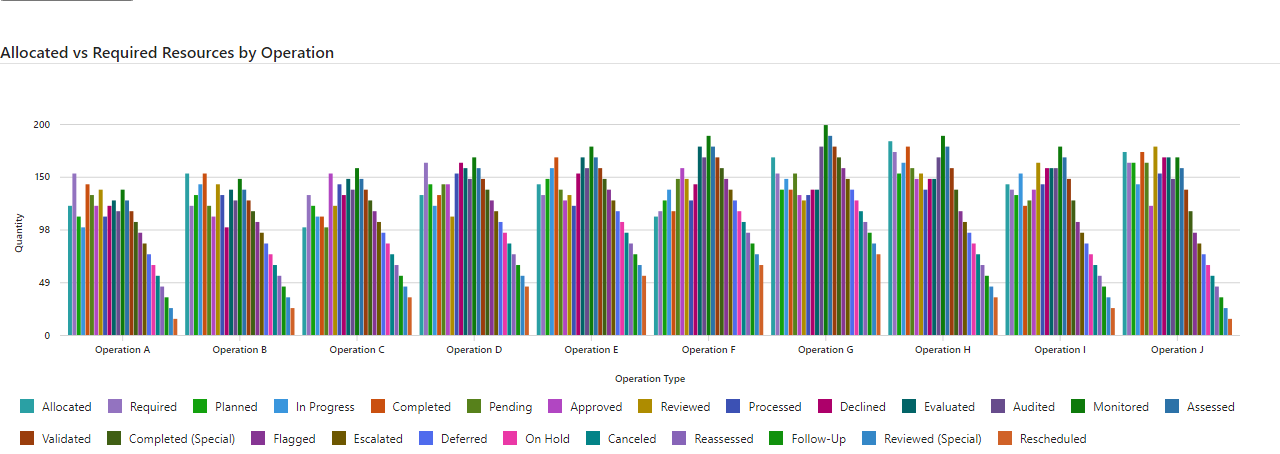 Allocated vs Required Resources by Operation
200
150
98
49
0
Quantity
Operation A Operation B Operation C Operation D Operation E Operation F Operation G Operation H Operation I Operation J
Operation Type
Allocated Required Planned In Progress Completed Pending Approved Reviewed Processed Declined Evaluated Audited Monitored Assessed
Validated Completed (Special) Flagged Escalated Deferred On Hold Canceled Reassessed Follow-Up Reviewed (Special) Rescheduled